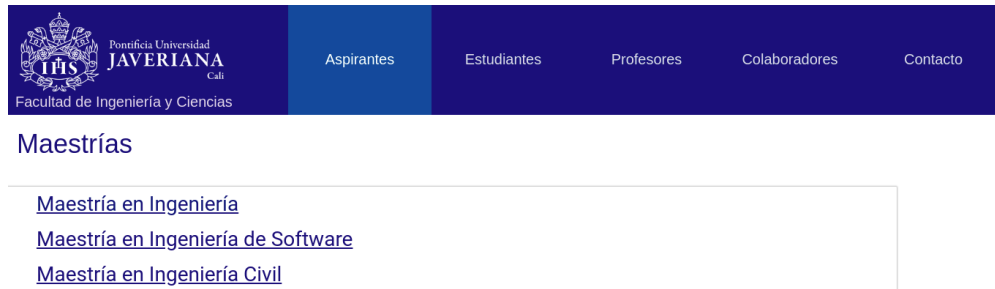 Pontificia Universidad
JAVERIANA
Cali
IHS
Facultad de Ingeniería y Ciencias
Aspirantes
Estudiantes
Profesores
Colaboradores
Contacto
Maestrías
Maestría en Ingeniería
Maestría en Ingeniería de Software
Maestría en Ingeniería Civil